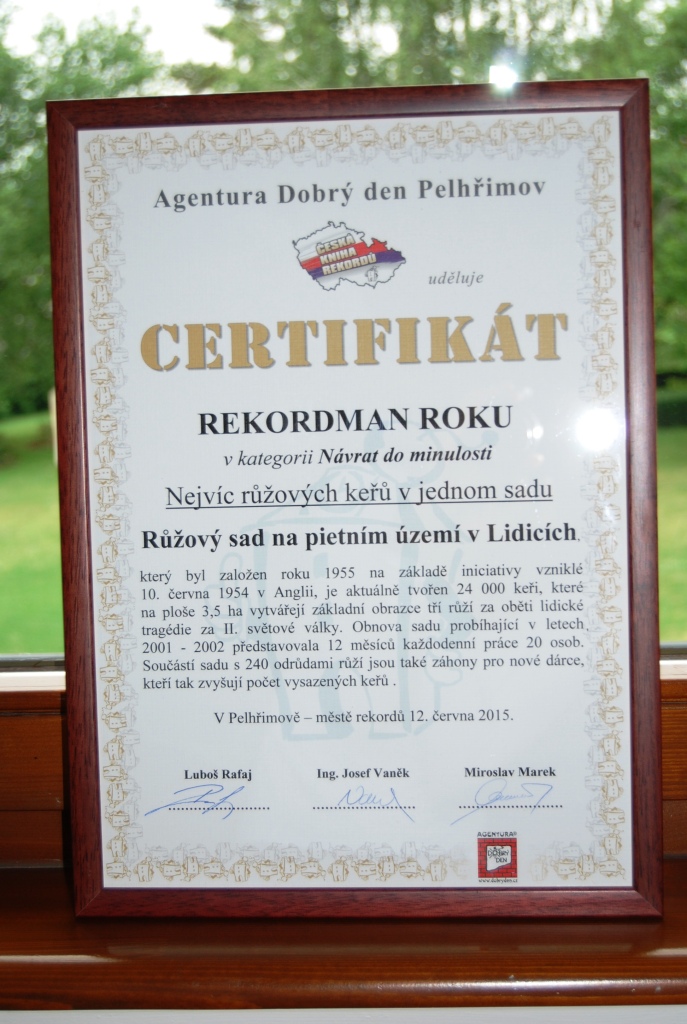 Agentura Dobrý den Pelhřimov
ČESKÁ
KNIHA
REKORDŮ
uděluje
CERTIFIKÁT
REKORDMAN ROKU
v kategorii Návrat do minulosti
Nejvíc růžových keřů v jednom sadu
Růžový sad na pietním území v Lidicích,
který byl založen roku 1955 na základě iniciativy vzniklé
10. června 1954 v Anglii, je aktuálně tvořen 24 000 keři, které
na ploše 3,5 ha vytvářejí základní obrazce tří růží za oběti lidické
tragédie za II. světové války. Obnova sadu probíhající v letech
2001 - 2002 představovala 12 měsíců každodenní práce 20 osob.
Součástí sadu s 240 odrůdami růží jsou také záhony pro nové dárce,
kteří tak zvyšují počet vysazených keřů .
V Pelhřimově – městě rekordů 12. června 2015.
Luboš Rafaj Ing. Josef Vaněk Miroslav Marek
AGENTURA
DOBRÝ
DEN
www.dobryden.cz